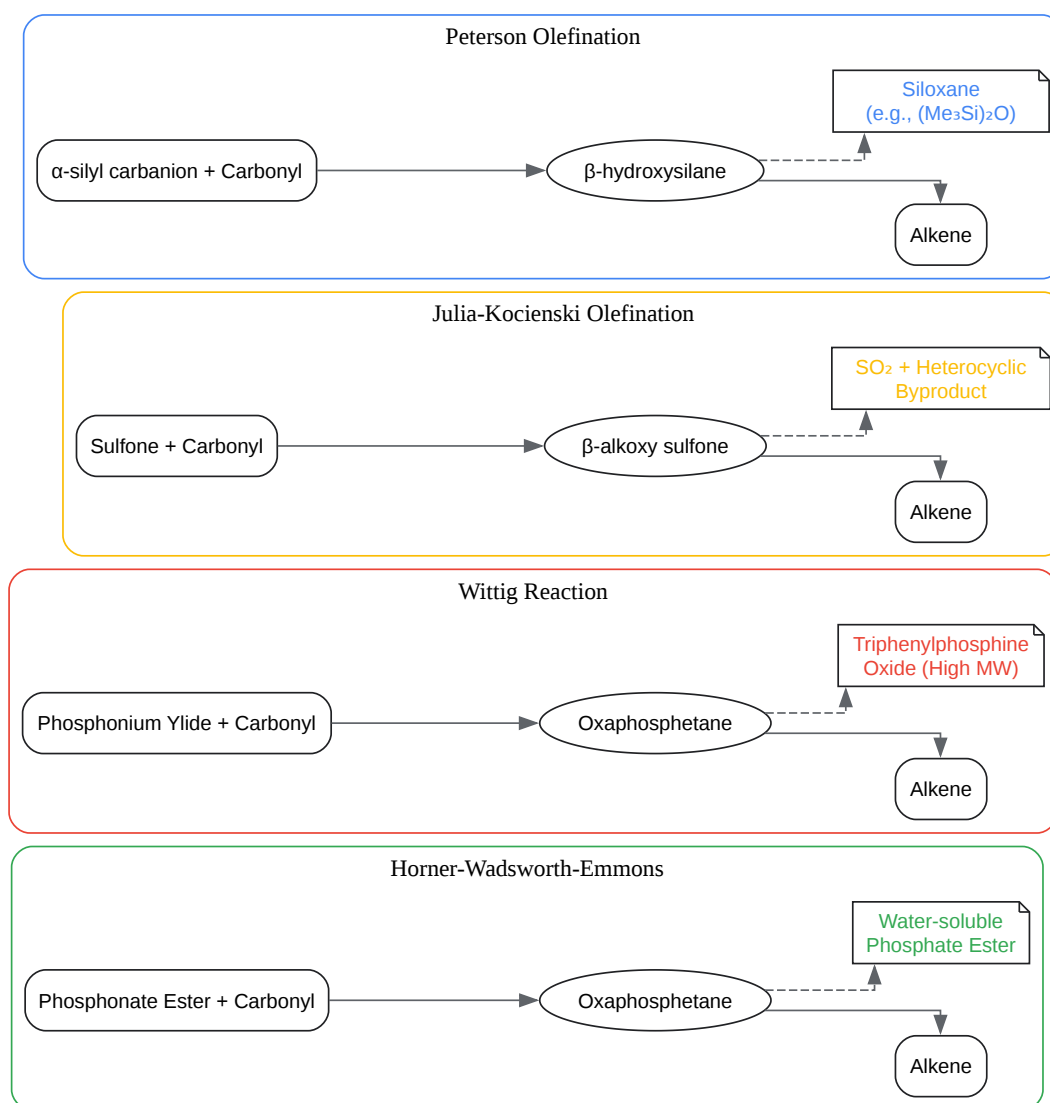 Peterson Olefination
Siloxane
(e.g., (Me₃Si)₂O)
α-silyl carbanion + Carbonyl
β-hydroxysilane
Alkene
Julia-Kocienski Olefination
SO₂ + Heterocyclic
Byproduct
Sulfone + Carbonyl
β-alkoxy sulfone
Alkene
Wittig Reaction
Triphenylphosphine
Oxide (High MW)
Phosphonium Ylide + Carbonyl
Oxaphosphetane
Alkene
Horner-Wadsworth-Emmons
Water-soluble
Phosphate Ester
Phosphonate Ester + Carbonyl
Oxaphosphetane
Alkene